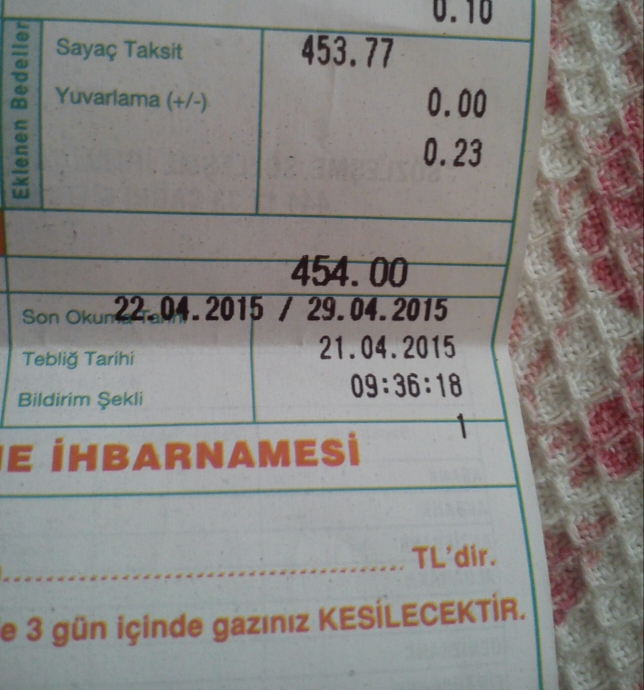 0.10
Eklenen Bedeller
Sayaç Taksit 453.77
Yuvarlama (+/-) 0.00
0.23
454.00
22.04.2015 / 29.04.2015
Son Okuma Tarihi
21.04.2015
Tebliğ Tarihi
09:36:18
Bildirim Şekli
1
İHBARNAMESİ
TL'dir.
e 3 gün içinde gazınız KESİLECEKTİR.